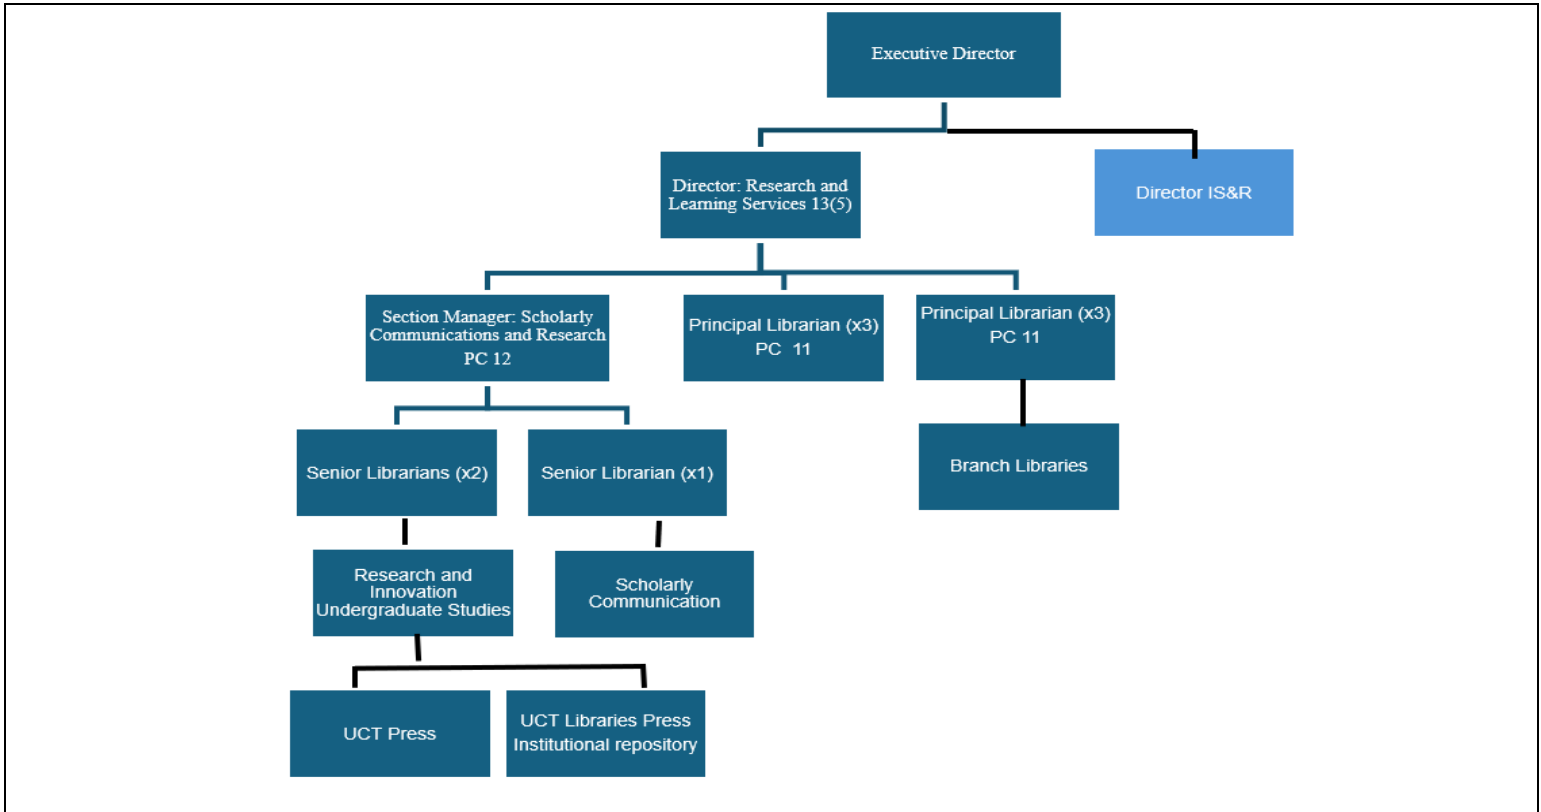 Executive Director
Director: Research and
Learning Services 13(5)
Director IS&R
Section Manager: Scholarly
Communications and Research
PC 12
Principal Librarian (x3)
PC 11
Principal Librarian (x3)
PC 11
Senior Librarians (x2)
Senior Librarian (x1)
Branch Libraries
Research and
Innovation
Undergraduate Studies
Scholarly
Communication
UCT Press
UCT Libraries Press
Institutional repository